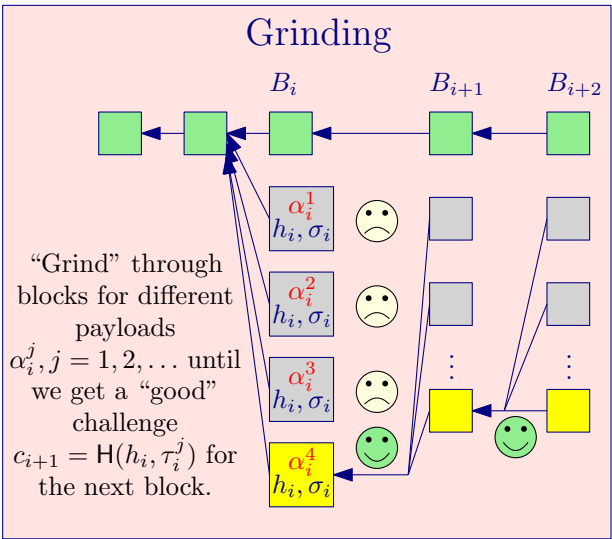 Grinding
B_i B_{i+1} B_{i+2}
α_i^1
h_i, σ_i
α_i^2
h_i, σ_i
α_i^3
h_i, σ_i
α_i^4
h_i, σ_i
⋮ ⋮
“Grind” through
blocks for different
payloads
α_i^j, j = 1, 2, … until
we get a “good”
challenge
c_{i+1} = H(h_i, τ_i^j) for
the next block.